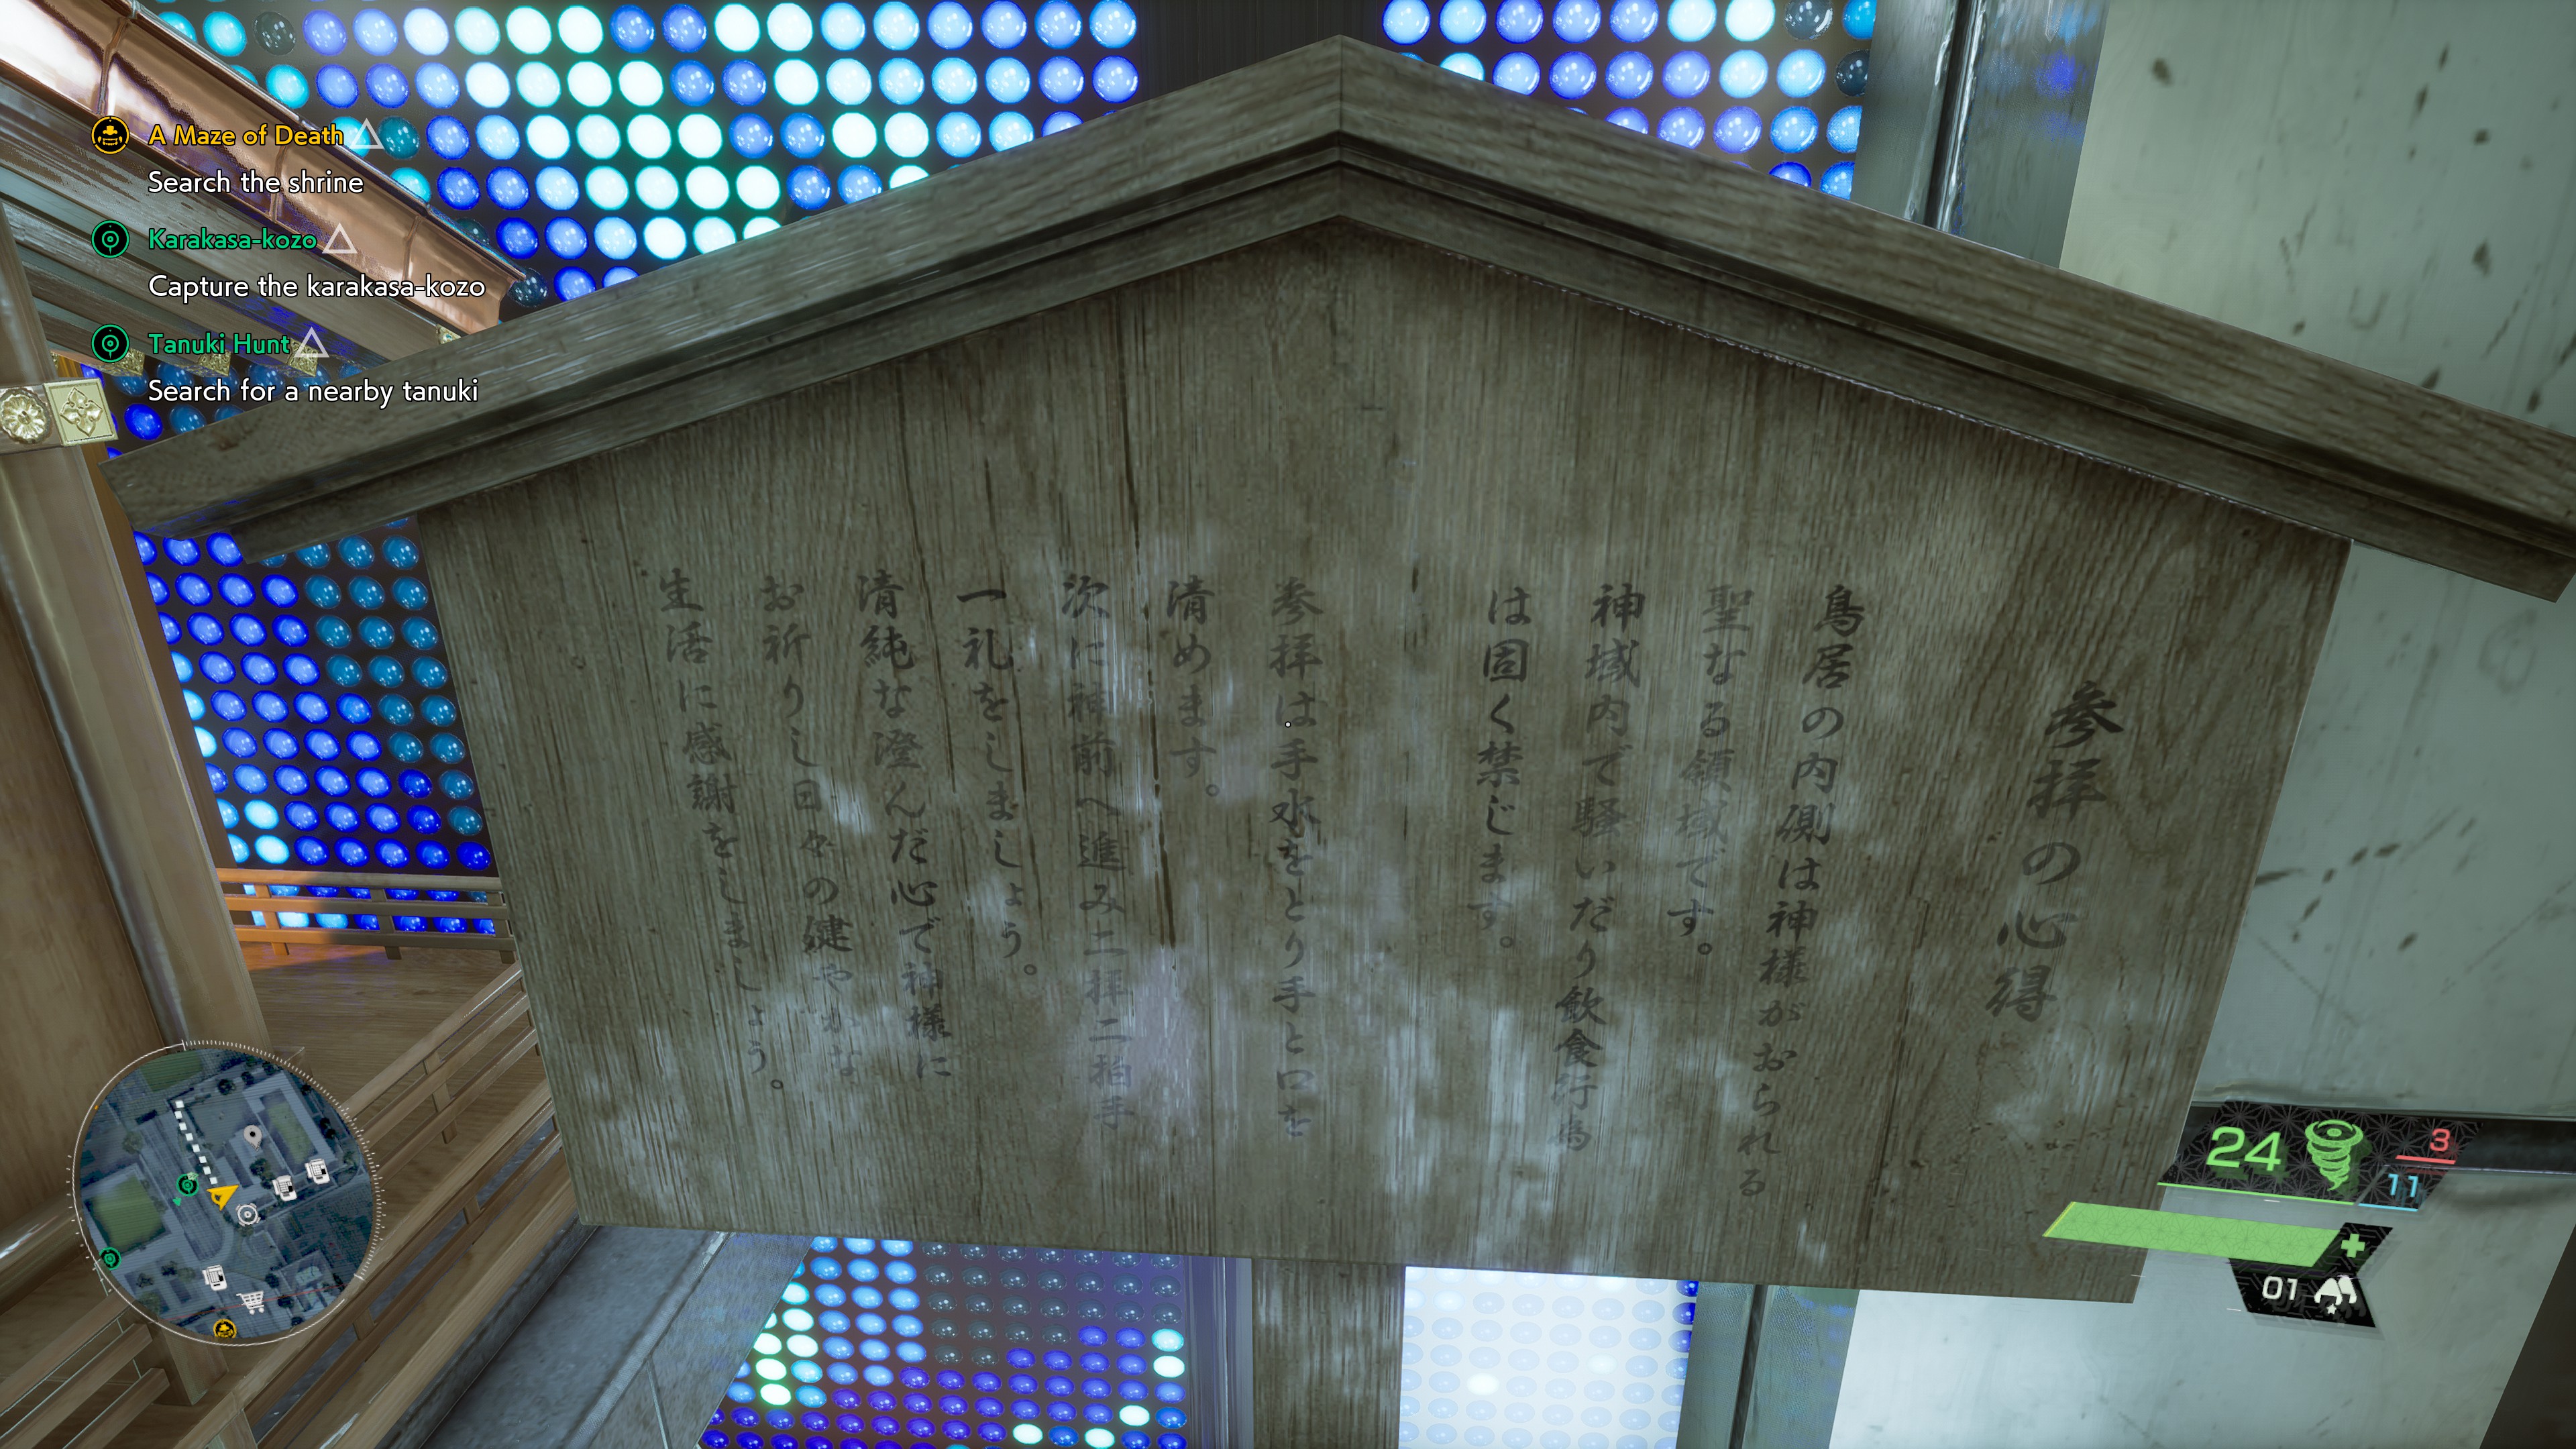 A Maze of Death
Search the shrine
Karakasa-kozo
Capture the karakasa-kozo
Tanuki Hunt
Search for a nearby tanuki
参拝の心得
鳥居の内側は神様がおられる
聖なる領域です。
神域内で騒いだり飲食行為
は固く禁じます。
参拝は手水をとり手と口を
清めます。
次に神前へ進み二拝二拍手
一礼をしましょう。
清純な澄んだ心で神様に
お祈りし日々の健やかな
生活に感謝をしましょう。
24
3
11
01